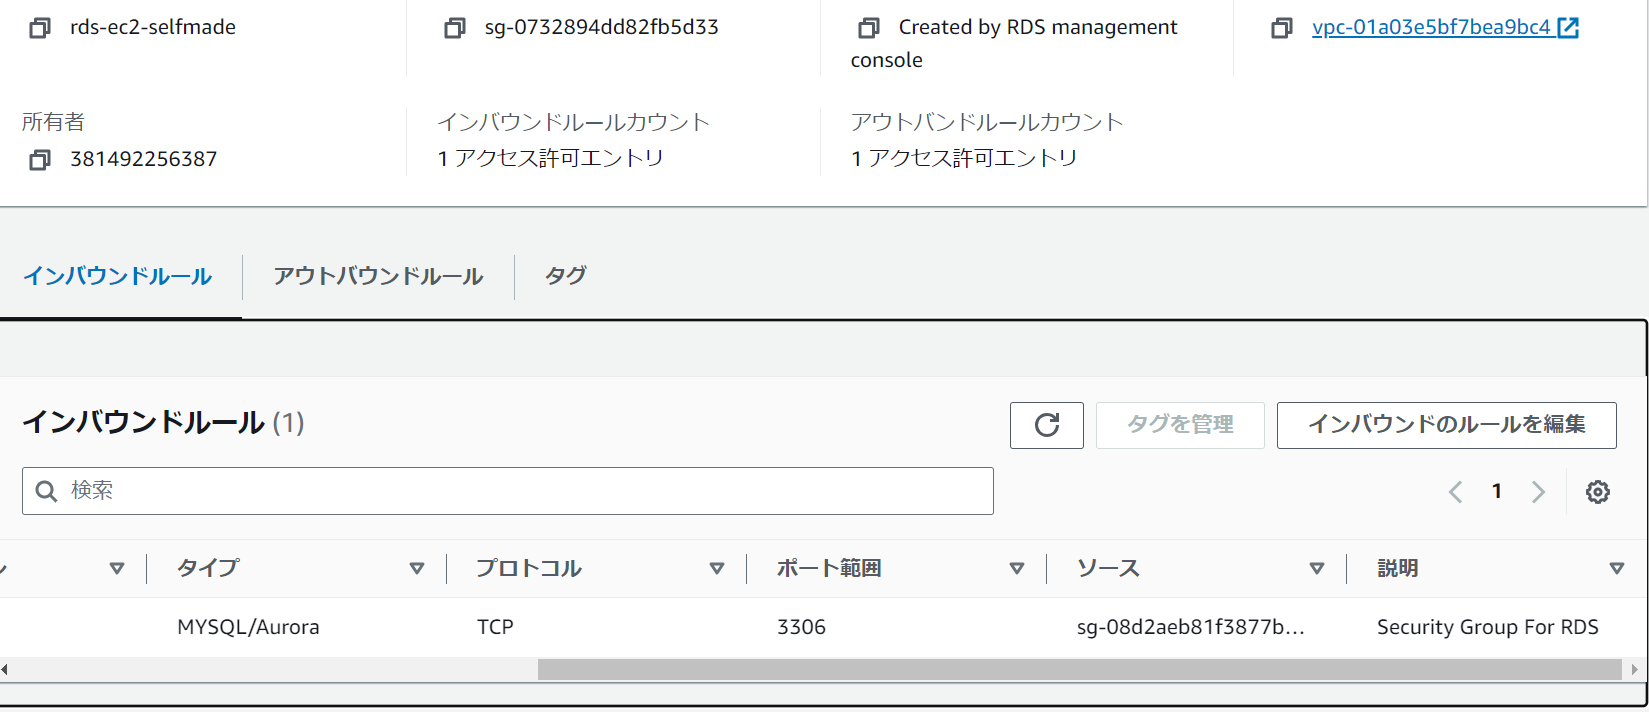 rds-ec2-selfmade
sg-0732894dd82fb5d33
Created by RDS management
console
vpc-01a03e5bf7bea9bc4
所有者
381492256387
インバウンドルールカウント
1 アクセス許可エントリ
アウトバンドルールカウント
1 アクセス許可エントリ
インバウンドルール
アウトバウンドルール
タグ
インバウンドルール (1)
タグを管理
インバウンドのルールを編集
検索
1
タイプ
プロトコル
ポート範囲
ソース
説明
MYSQL/Aurora
TCP
3306
sg-08d2aeb81f3877b...
Security Group For RDS